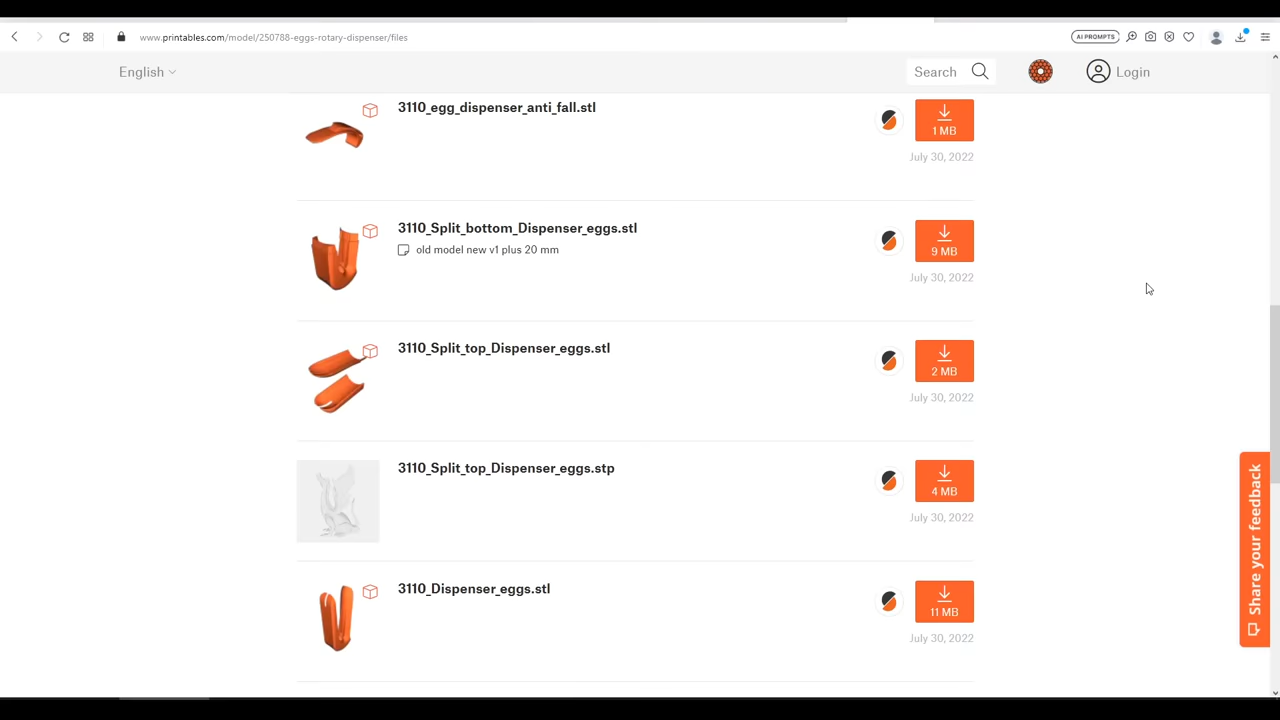 www.printables.com/model/250788-eggs-rotary-dispenser/files
AI PROMPTS
English
Search
Login
3110_egg_dispenser_anti_fall.stl
1 MB
July 30, 2022
3110_Split_bottom_Dispenser_eggs.stl
old model new v1 plus 20 mm
9 MB
July 30, 2022
3110_Split_top_Dispenser_eggs.stl
2 MB
July 30, 2022
3110_Split_top_Dispenser_eggs.stp
4 MB
July 30, 2022
3110_Dispenser_eggs.stl
11 MB
July 30, 2022
Share your feedback